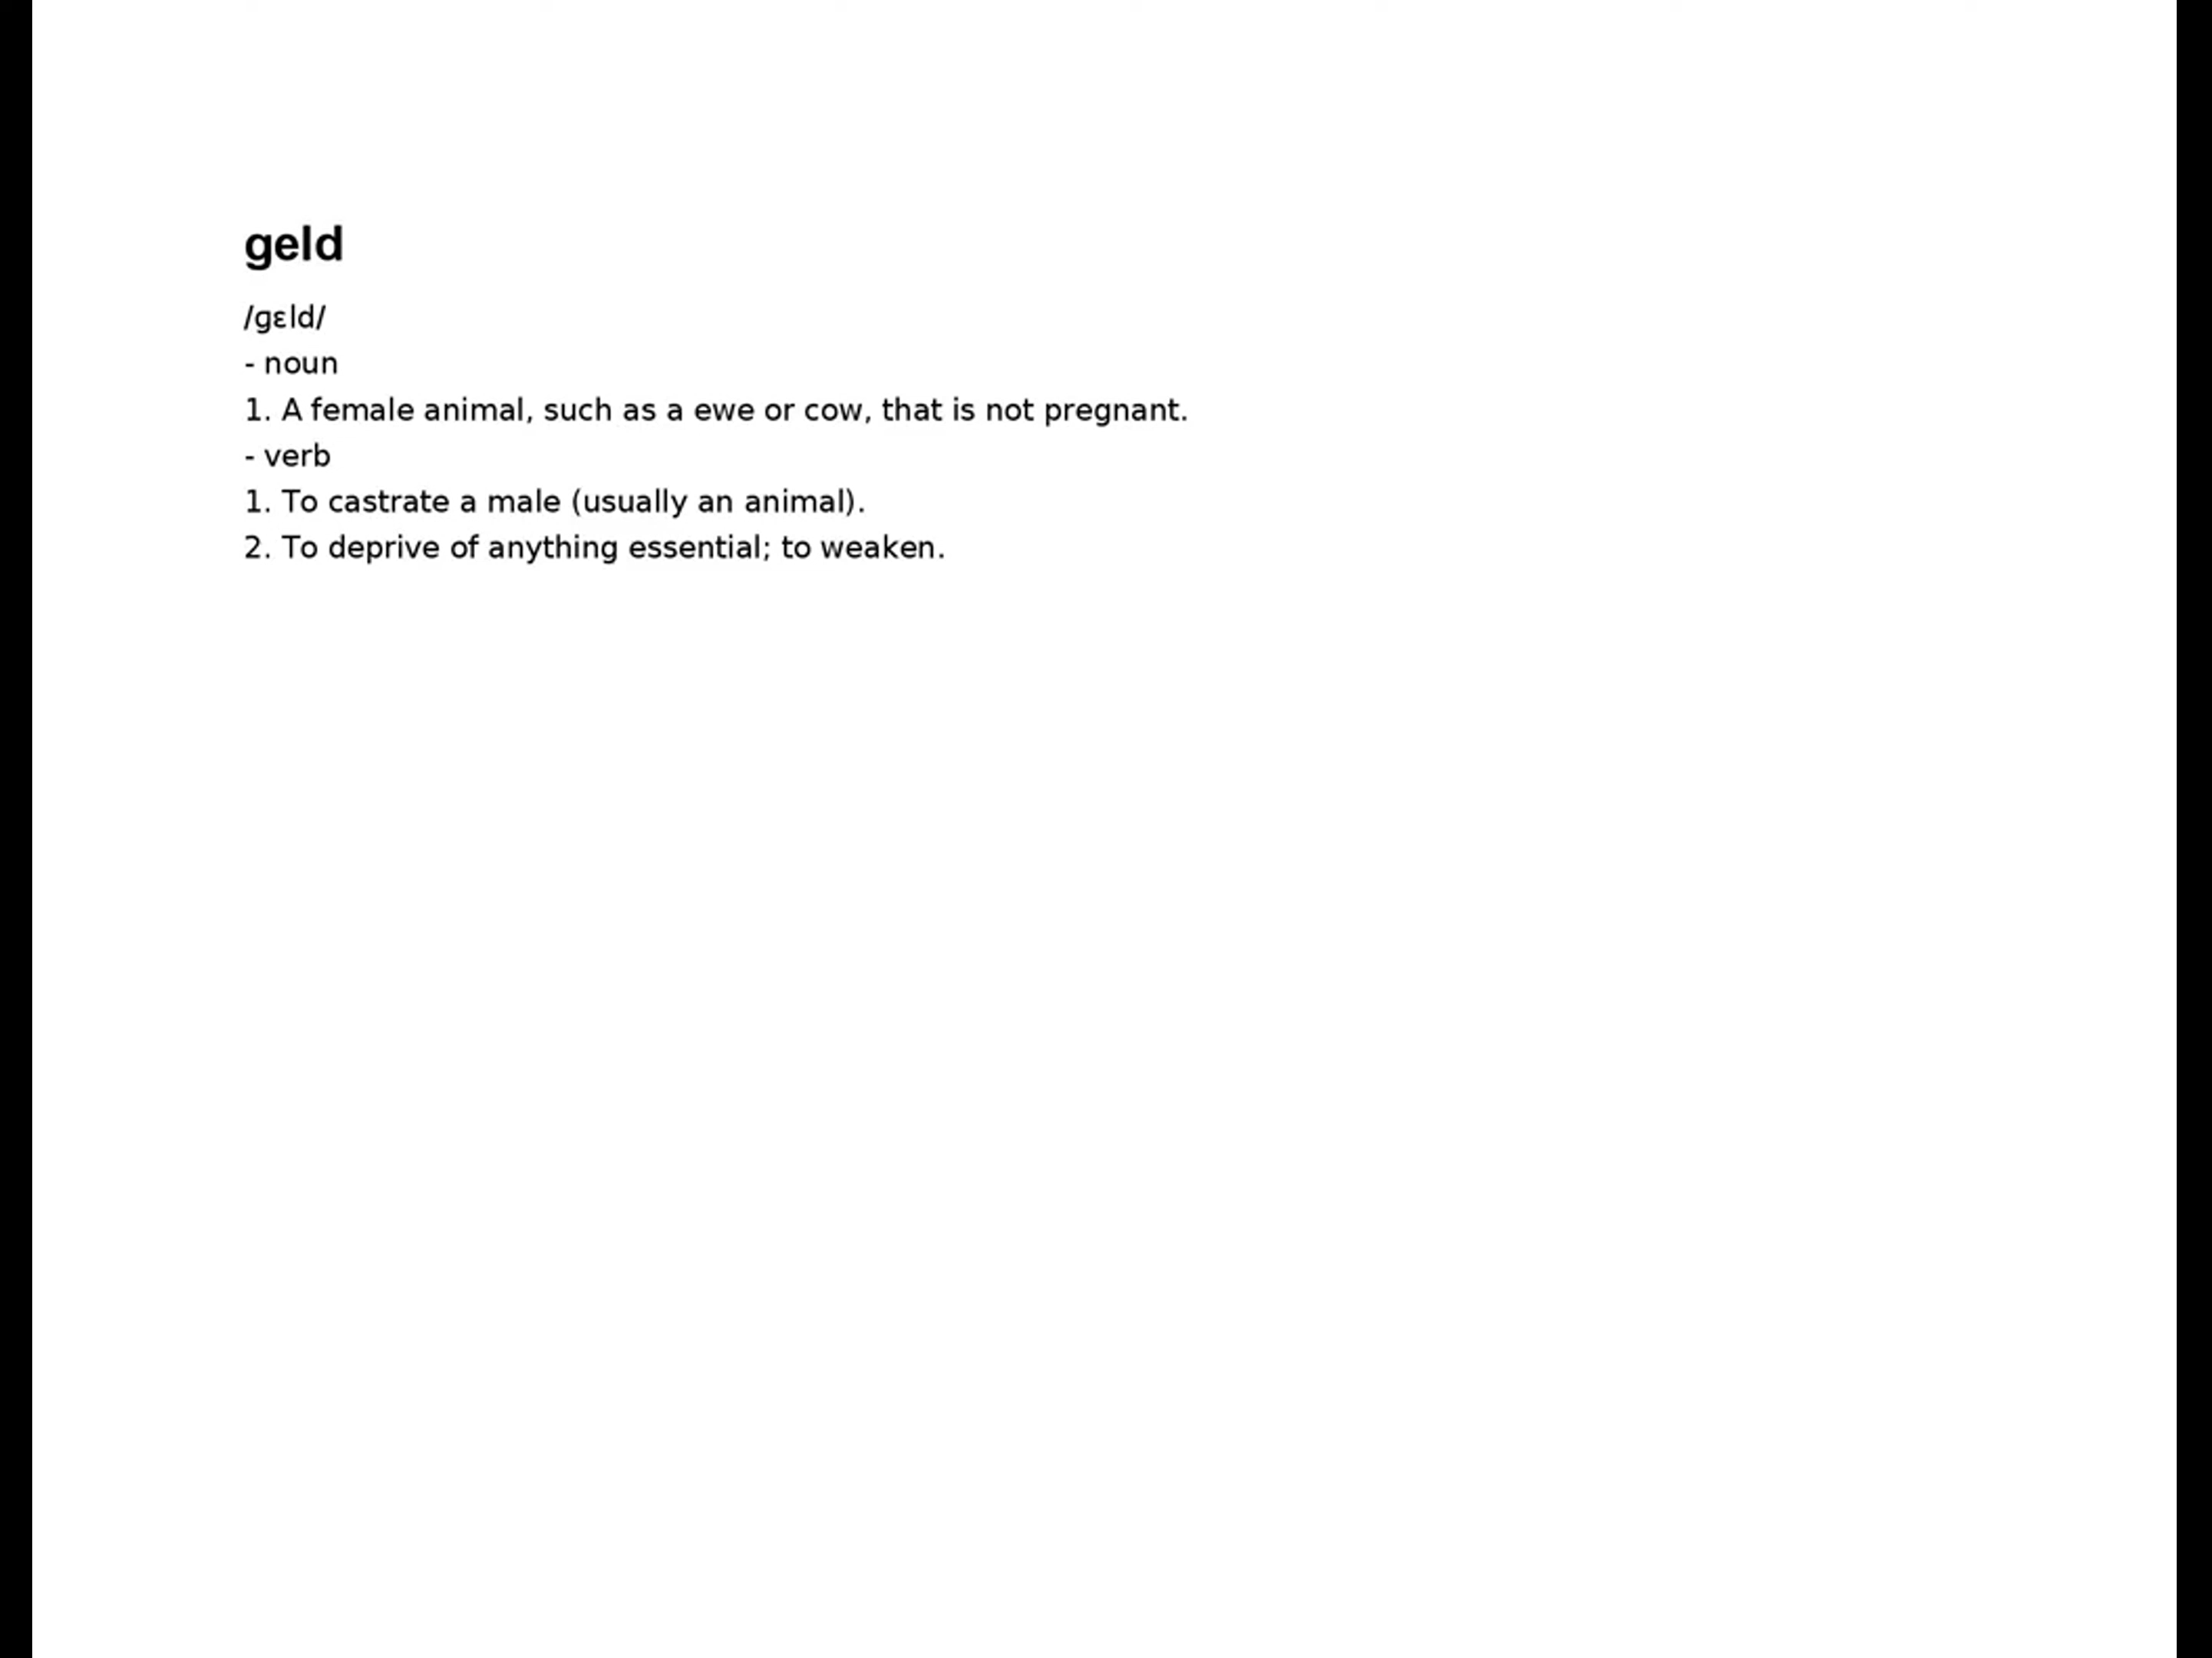 geld
/gɛld/
- noun
1. A female animal, such as a ewe or cow, that is not pregnant.
- verb
1. To castrate a male (usually an animal).
2. To deprive of anything essential; to weaken.